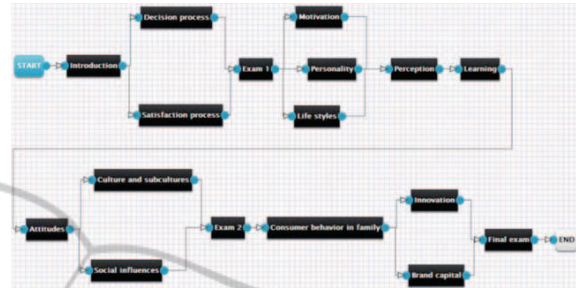 Decision process
Motivation
START
Introduction
Exam 1
Personality
Perception
Learning
Satisfaction process
Life styles
Culture and subcultures
Innovation
Attitudes
Exam 2
Consumer behavior in family
Final exam
END
Social influences
Brand capital